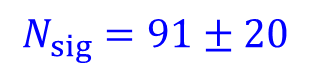 N_sig = 91 ± 20